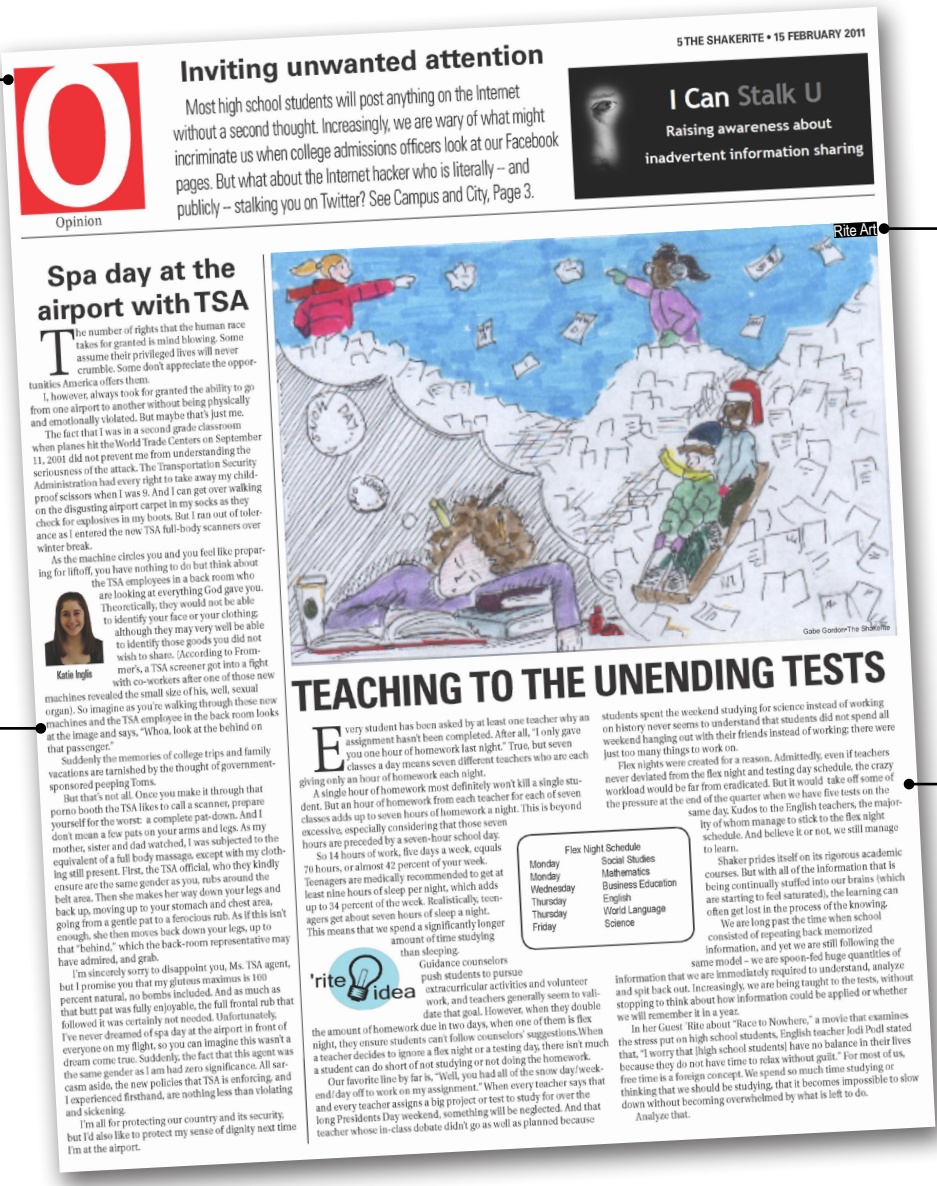 5 THE SHAKERITE • 15 FEBRUARY 2011
O
Opinion
Inviting unwanted attention
Most high school students will post anything on the Internet
without a second thought. Increasingly, we are wary of what might
incriminate us when college admissions officers look at our Facebook
pages. But what about the Internet hacker who is literally – and
publicly – stalking you on Twitter? See Campus and City, Page 3.
I Can Stalk U
Raising awareness about
inadvertent information sharing
Spa day at the
airport with TSA
The number of rights that the human race
takes for granted is mind blowing. Some
assume their privileged lives will never
crumble. Some don't appreciate the oppor-
tunities America offers them.
I, however, always took for granted the ability to go
from one airport to another without being physically
and emotionally violated. But maybe that's just me.
The fact that I was in a second grade classroom
when planes hit the World Trade Centers on September
11, 2001 did not prevent me from understanding the
seriousness of the attack. The Transportation Security
Administration had every right to take away my child-
proof scissors when I was 9. And I can get over walking
on the disgusting airport carpet in my socks as they
check for explosives in my boots. But I ran out of toler-
ance as I entered the new TSA full-body scanners over
winter break.
As the machine circles you and you feel like prepar-
ing for liftoff, you have nothing to do but think about
the TSA employees in a back room who
are looking at everything God gave you.
Theoretically, they would not be able
to identify your face or your clothing;
although they may very well be able
to identify those goods you did not
wish to share. (According to From-
mer's, a TSA screener got into a fight
with co-workers after one of those new
Katie Inglis
machines revealed the small size of his, well, sexual
organ). So imagine as you're walking through those new
machines and the TSA employee in the back room looks
at the image and says, "Whoa, look at the behind on
that passenger."
Suddenly the memories of college trips and family
vacations are tarnished by the thought of government-
sponsored peeping Toms.
But that's not all. Once you make it through that
porno booth the TSA likes to call a scanner, prepare
yourself for the worst: a complete pat-down. And I
don't mean a few pats on your arms and legs. As my
mother, sister and dad watched, I was subjected to the
equivalent of a full body massage, except with my cloth-
ing still present. First, the TSA official, who they kindly
ensure are the same gender as you, rubs around the
belt area. Then she makes her way down your legs and
back up, moving up to your stomach and chest area,
going from a gentle pat to a ferocious rub. As if this isn't
enough, she then moves back down your legs, up to
that "behind," which the back-room representative may
have admired, and grab.
I'm sincerely sorry to disappoint you, Ms. TSA agent,
but I promise you that my gluteus maximus is 100
percent natural, no bombs included. And as much as
that butt pat was fully enjoyable, the full frontal rub that
followed it was certainly not needed. Unfortunately,
I've never dreamed of spa day at the airport in front of
everyone on my flight, so you can imagine this wasn't a
dream come true. Suddenly, the fact that this agent was
the same gender as I am had zero significance. All sar-
casm aside, the new policies that TSA is enforcing, and
I experienced firsthand, are nothing less than violating
and sickening.
I'm all for protecting our country and its security,
but I'd also like to protect my sense of dignity next time
I'm at the airport.
Rite Art
SNOW DAY!
Gabe Gordon•The Shakerite
TEACHING TO THE UNENDING TESTS
Every student has been asked by at least one teacher why an
assignment hasn't been completed. After all, "I only gave
you one hour of homework last night." True, but seven
classes a day means seven different teachers who are each
giving only an hour of homework each night.
A single hour of homework most definitely won't kill a single stu-
dent. But an hour of homework from each teacher for each of seven
classes adds up to seven hours of homework a night. This is beyond
excessive, especially considering that those seven
hours are preceded by a seven-hour school day.
So 14 hours of work, five days a week, equals
70 hours, or almost 42 percent of your week.
Teenagers are medically recommended to get at
least nine hours of sleep per night, which adds
up to 34 percent of the week. Realistically, teen-
agers get about seven hours of sleep a night.
This means that we spend a significantly longer
amount of time studying
than sleeping.
Guidance counselors
push students to pursue
extracurricular activities and volunteer
work, and teachers generally seem to vali-
date that goal. However, when they double
'rite idea
the amount of homework due in two days, when one of them is flex
night, they ensure students can't follow counselors' suggestions.When
a teacher decides to ignore a flex night or a testing day, there isn't much
a student can do short of not studying or not doing the homework.
Our favorite line by far is, "Well, you had all of the snow day/week-
end/day off to work on my assignment." When every teacher says that
and every teacher assigns a big project or test to study for over the
long Presidents Day weekend, something will be neglected. And that
teacher whose in-class debate didn't go as well as planned because
students spent the weekend studying for science instead of working
on history never seems to understand that students did not spend all
weekend hanging out with their friends instead of working; there were
just too many things to work on.
Flex nights were created for a reason. Admittedly, even if teachers
never deviated from the flex night and testing day schedule, the crazy
workload would be far from eradicated. But it would take off some of
the pressure at the end of the quarter when we have five tests on the
same day. Kudos to the English teachers, the major-
ity of whom manage to stick to the flex night
schedule. And believe it or not, we still manage
to learn.
Shaker prides itself on its rigorous academic
courses. But with all of the information that is
being continually stuffed into our brains (which
are starting to feel saturated), the learning can
often get lost in the process of the knowing.
We are long past the time when school
consisted of repeating back memorized
information, and yet we are still following the
same model – we are spoon-fed huge quantities of
information that we are immediately required to understand, analyze
and spit back out. Increasingly, we are being taught to the tests, without
stopping to think about how information could be applied or whether
we will remember it in a year.
In her Guest 'Rite about "Race to Nowhere," a movie that examines
the stress put on high school students, English teacher Jodi Podl stated
that, "I worry that [high school students] have no balance in their lives
because they do not have time to relax without guilt." For most of us,
free time is a foreign concept. We spend so much time studying or
thinking that we should be studying, that it becomes impossible to slow
down without becoming overwhelmed by what is left to do.
Analyze that.
Flex Night Schedule
Monday Social Studies
Monday Mathematics
Wednesday Business Education
Thursday English
Thursday World Language
Friday Science